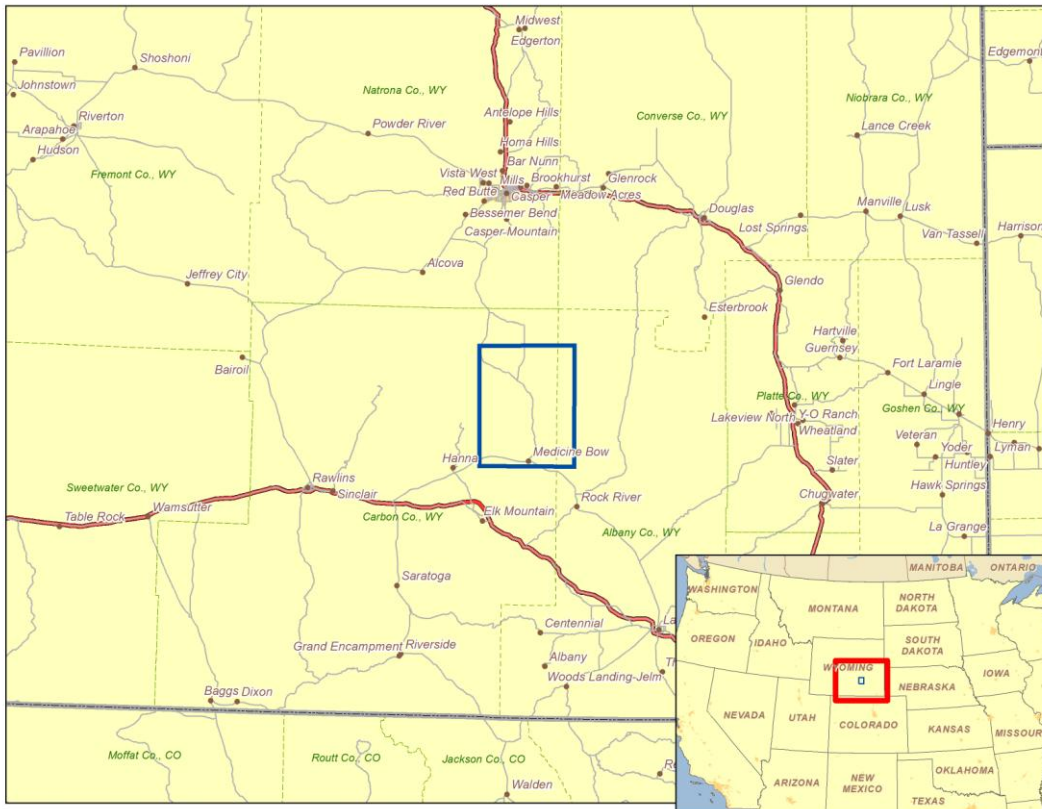 Midwest
Edgerton
Pavillion
Shoshoni
Edgemont
Johnstown
Natrona Co., WY
Niobrara Co., WY
Antelope Hills
Converse Co., WY
Riverton
Powder River
Lance Creek
Arapahoe
Homa Hills
Hudson
Bar Nunn
Fremont Co., WY
Vista West
Mills
Brookhurst
Glenrock
Red Butte
Casper
Meadow Acres
Manville
Lusk
Bessemer Bend
Douglas
Casper Mountain
Lost Springs
Van Tassell
Harrison
Alcova
Jeffrey City
Glendo
Esterbrook
Hartville
Guernsey
Bairoil
Fort Laramie
Lingle
Platte Co., WY
Goshen Co., WY
Lakeview North
Y-O Ranch
Wheatland
Henry
Veteran
Yoder
Lyman
Medicine Bow
Huntley
Hanna
Slater
Rawlins
Hawk Springs
Sweetwater Co., WY
Sinclair
Rock River
Chugwater
Wamsutter
Table Rock
Carbon Co., WY
Elk Mountain
Albany Co., WY
La Grange
Saratoga
Centennial
La
Grand Encampment
Riverside
Albany
Th
Woods Landing-Jelm
Baggs
Dixon
Moffat Co., CO
Routt Co., CO
Jackson Co., CO
Walden
Re
MANITOBA
ONTARIO
WASHINGTON
MONTANA
NORTH
DAKOTA
OREGON
IDAHO
SOUTH
DAKOTA
WYOMING
IOWA
NEBRASKA
NEVADA
UTAH
COLORADO
KANSAS
MISSOUR
ARIZONA
NEW
MEXICO
OKLAHOMA
TEXAS